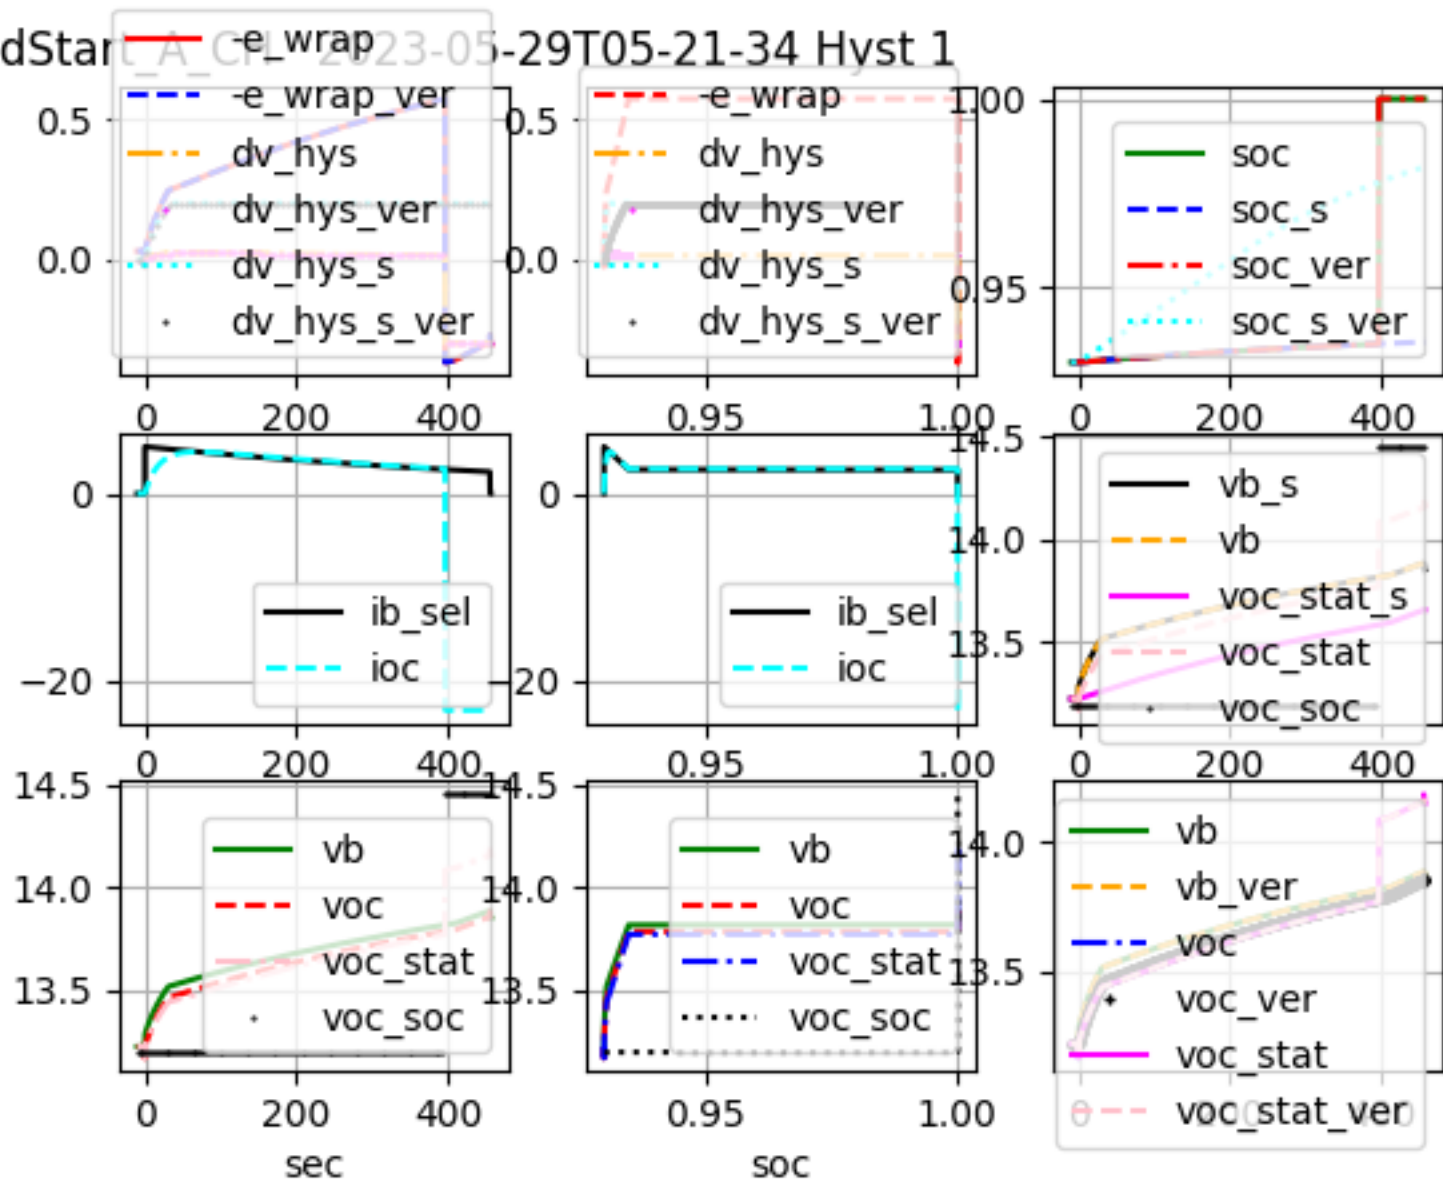 dStart_A_CH 2023-05-29T05-21-34 Hyst 1
-e_wrap
-e_wrap_ver
dv_hys
dv_hys_ver
dv_hys_s
dv_hys_s_ver
0.5
0.0
0 200 400
-e_wrap
dv_hys
dv_hys_ver
dv_hys_s
dv_hys_s_ver
0.5
0.0
0.95 1.00
soc
soc_s
soc_ver
soc_s_ver
1.00
0.95
0 200 400
0
−20
ib_sel
ioc
0 200 400
0
20
ib_sel
ioc
0.95 1.00
14.5
14.0
13.5
vb_s
vb
voc_stat_s
voc_stat
voc_soc
0 200 400
14.5
14.0
13.5
vb
voc
voc_stat
voc_soc
0 200 400
sec
14.5
14.0
13.5
vb
voc
voc_stat
voc_soc
0.95 1.00
soc
14.0
13.5
vb
vb_ver
voc
voc_ver
voc_stat
voc_stat_ver
0 200 400